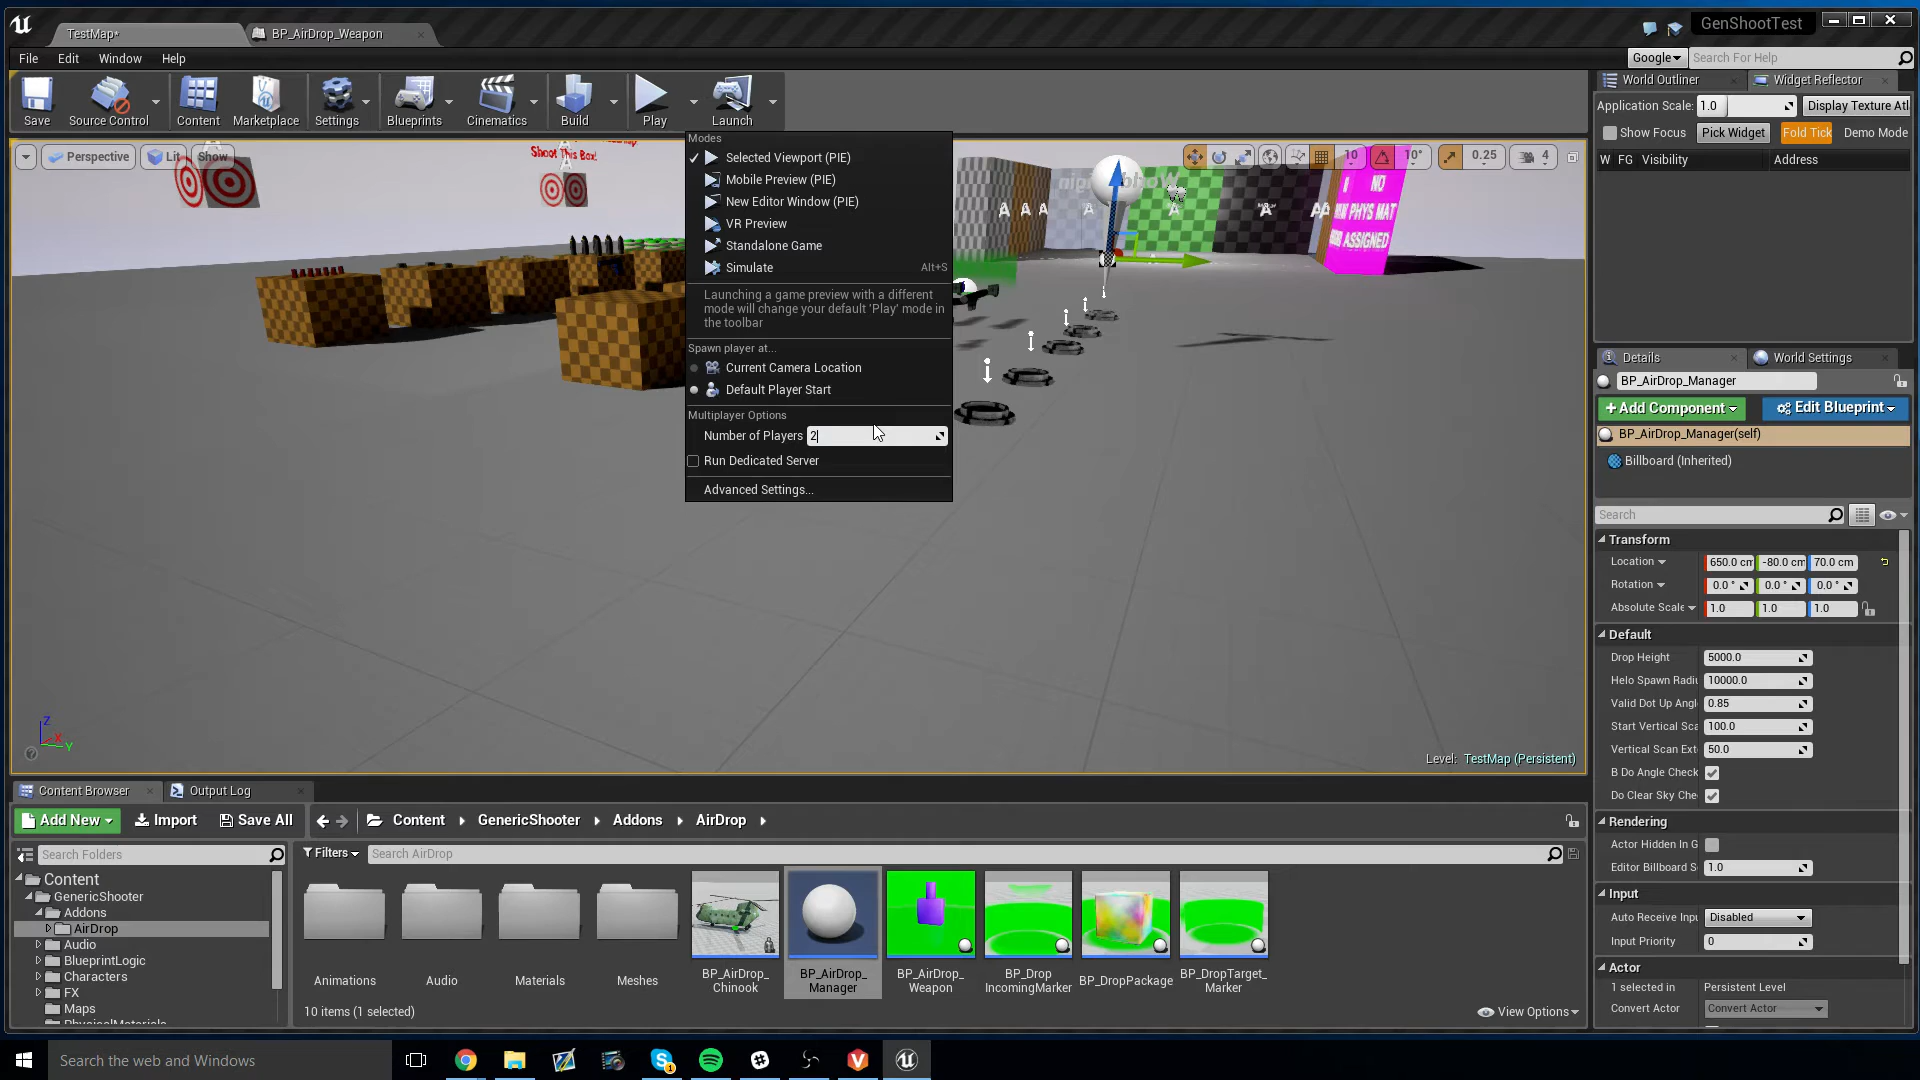 TestMap*
BP_AirDrop_Weapon
GenShootTest
File Edit Window Help
Google
Search For Help
Save
Source Control
Content
Marketplace
Settings
Blueprints
Cinematics
Build
Play
Launch
World Outliner
Widget Reflector
Application Scale: 1.0
Display Texture Atl
Show Focus
Pick Widget
Fold Tick
Demo Mode
W FG Visibility
Address
Perspective
Lit
Show
Shoot This Box!
10
10°
0.25
4
Modes
Selected Viewport (PIE)
Mobile Preview (PIE)
New Editor Window (PIE)
VR Preview
Standalone Game
Simulate
Alt+S
Launching a game preview with a different
mode will change your default 'Play' mode in
the toolbar
Spawn player at...
Current Camera Location
Default Player Start
Multiplayer Options
Number of Players 2
Run Dedicated Server
Advanced Settings...
NO
PHYS MAT
ASSIGNED
Level: TestMap (Persistent)
Z
X
Y
Details
World Settings
BP_AirDrop_Manager
+Add Component
Edit Blueprint
BP_AirDrop_Manager(self)
Billboard (Inherited)
Search
Transform
Location 650.0 cm -80.0 cm 70.0 cm
Rotation 0.0 ° 0.0 ° 0.0 °
Absolute Scale 1.0 1.0 1.0
Default
Drop Height 5000.0
Helo Spawn Radiu 10000.0
Valid Dot Up Angl 0.85
Start Vertical Sca 100.0
Vertical Scan Ext 50.0
B Do Angle Check
Do Clear Sky Che
Rendering
Actor Hidden In G
Editor Billboard S 1.0
Input
Auto Receive Inpu Disabled
Input Priority 0
Actor
1 selected in Persistent Level
Convert Actor Convert Actor
Content Browser
Output Log
Add New
Import
Save All
Content GenericShooter Addons AirDrop
Search Folders
Filters
Search AirDrop
Content
GenericShooter
Addons
AirDrop
Audio
BlueprintLogic
Characters
FX
Maps
PhysicalMaterials
Animations
Audio
Materials
Meshes
BP_AirDrop_
Chinook
BP_AirDrop_
Manager
BP_AirDrop_
Weapon
BP_Drop
IncomingMarker
BP_DropPackage
BP_DropTarget_
Marker
10 items (1 selected)
View Options
Search the web and Windows